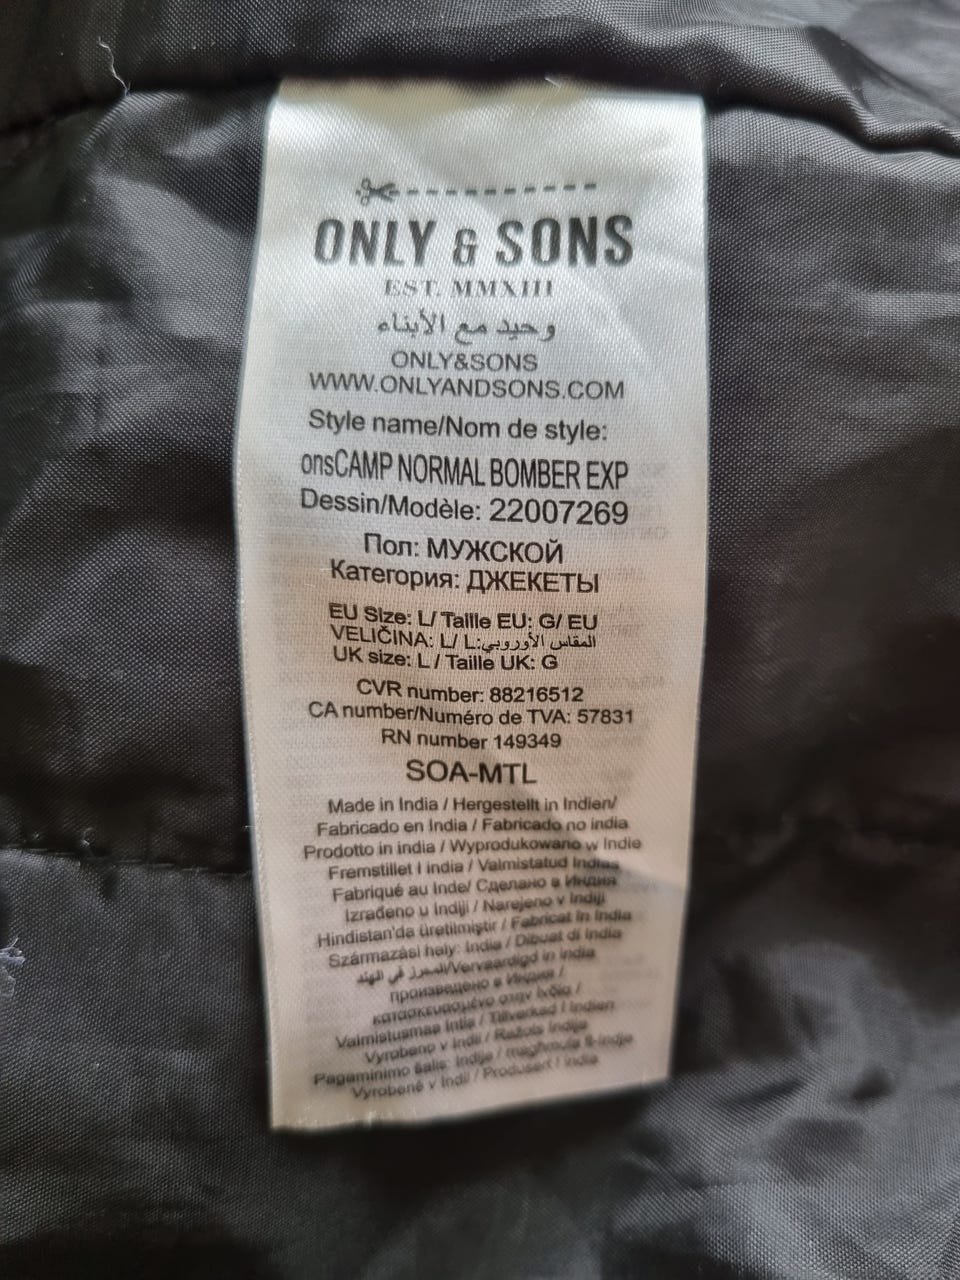 ONLY & SONS
EST. MMXIII
وحيد مع الأبناء
ONLY&SONS
WWW.ONLYANDSONS.COM
Style name/Nom de style:
onsCAMP NORMAL BOMBER EXP
Dessin/Modèle: 22007269
Пол: МУЖСКОЙ
Категория: ДЖЕКЕТЫ
EU Size: L/ Taille EU: G/ EU
VELIČINA: L/ L:المقاس الأوروبي
UK size: L / Taille UK: G
CVR number: 88216512
CA number/Numéro de TVA: 57831
RN number 149349
SOA-MTL
Made in India / Hergestellt in Indien/
Fabricado en India / Fabricado no india
Prodotto in india / Wyprodukowano w Indie
Fremstillet i india / Valmistatud Indias
Fabriqué au Inde/ Сделано в Индия
Izrađeno u Indiji / Narejeno v Indiji
Hindistan'da üretilmiştir / Fabricat în India
Származási hely: India / Dibuat di India
المحرز في الهند/Vervaardigd in india
произведено в Индия /
κατασκευασμένο στην Ινδία /
Valmistusmaa Intia / Tillverkad I Indien
Vyrobeno v Indii / Ražots Indija
Pagaminimo šalis: Indija / magħmula fl-Indja
Vyrobené v Indii / Produsert i india